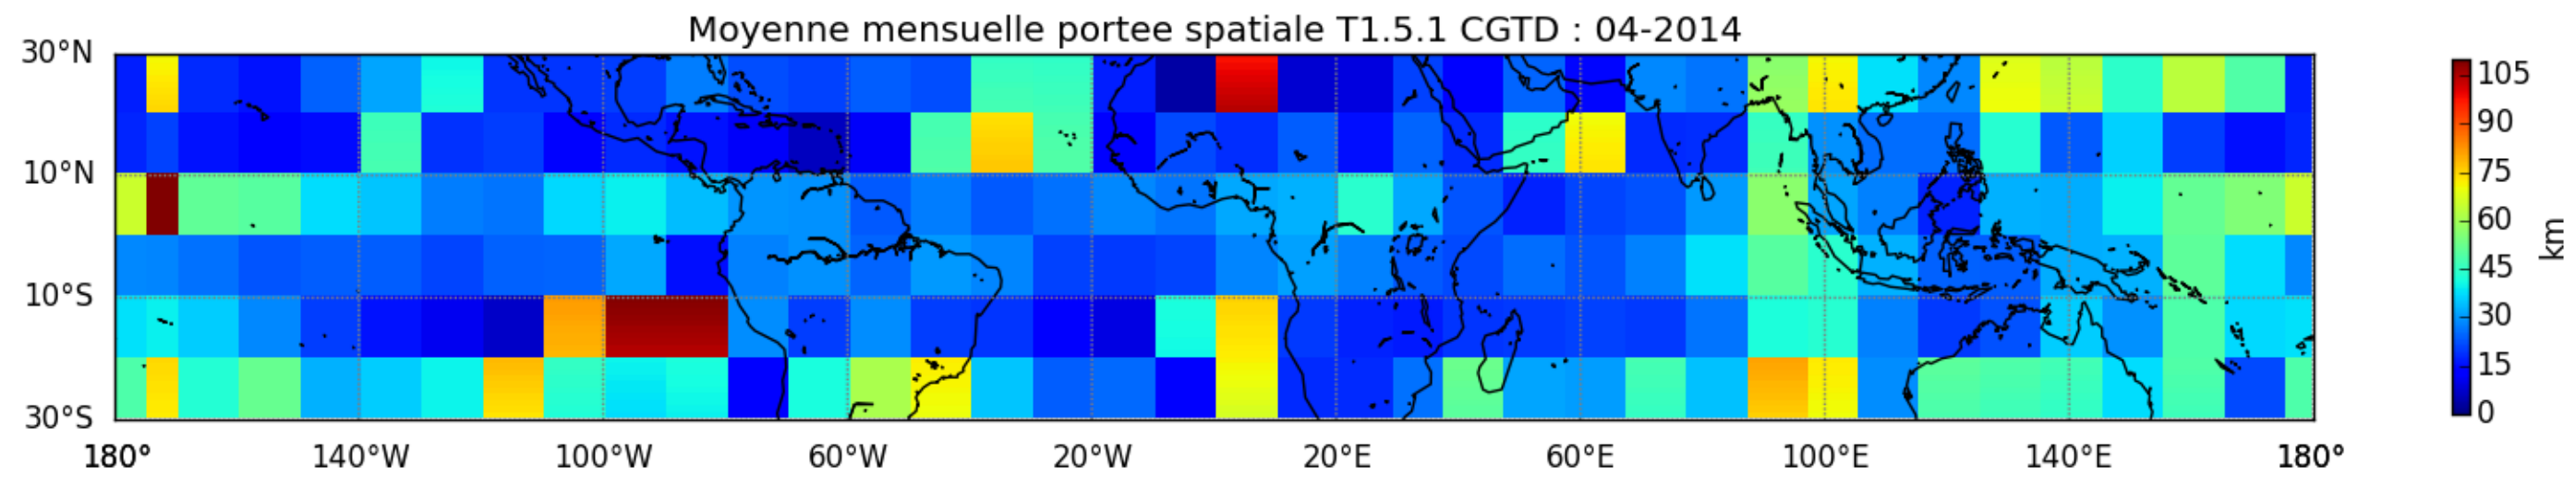 Moyenne mensuelle portee spatiale T1.5.1 CGTD : 04-2014
30°N
10°N
10°S
30°S
180° 140°W 100°W 60°W 20°W 20°E 60°E 100°E 140°E 180°
105
90
75
60
45
30
15
0
km